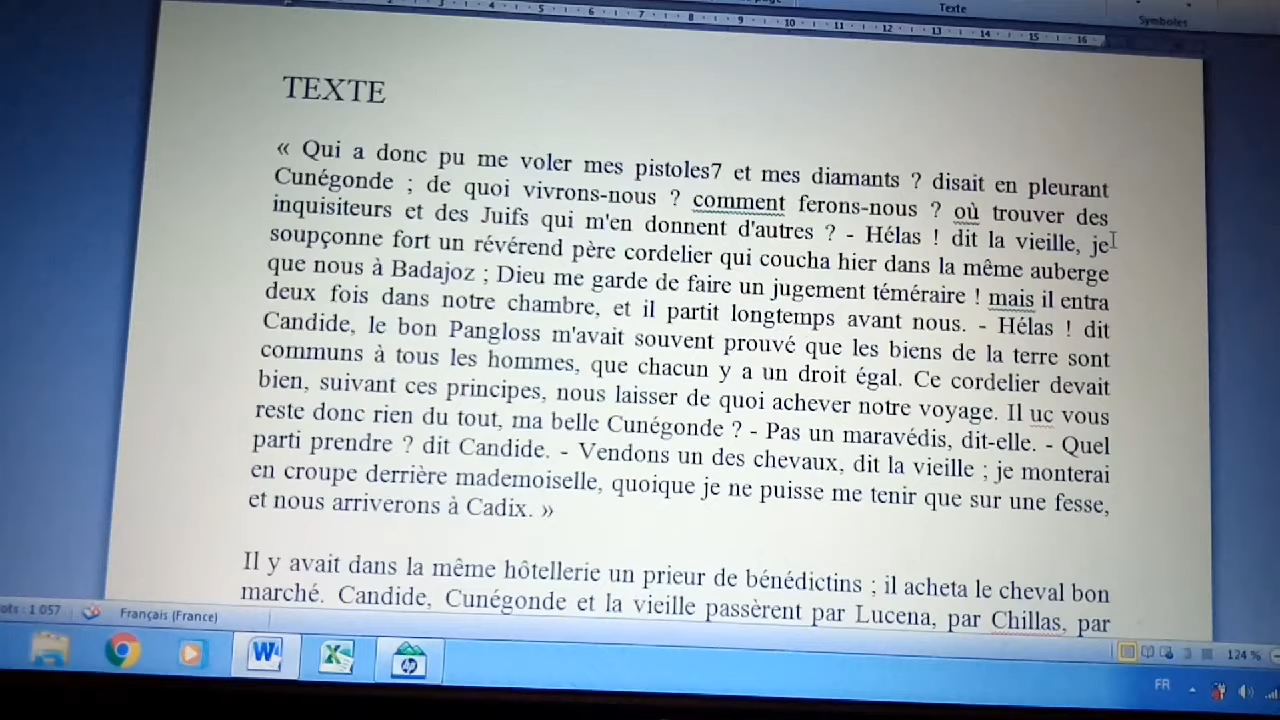 Texte
Symboles
TEXTE
« Qui a donc pu me voler mes pistoles7 et mes diamants ? disait en pleurant
Cunégonde ; de quoi vivrons-nous ? comment ferons-nous ? où trouver des
inquisiteurs et des Juifs qui m'en donnent d'autres ? - Hélas ! dit la vieille, je
soupçonne fort un révérend père cordelier qui coucha hier dans la même auberge
que nous à Badajoz ; Dieu me garde de faire un jugement téméraire ! mais il entra
deux fois dans notre chambre, et il partit longtemps avant nous. - Hélas ! dit
Candide, le bon Pangloss m'avait souvent prouvé que les biens de la terre sont
communs à tous les hommes, que chacun y a un droit égal. Ce cordelier devait
bien, suivant ces principes, nous laisser de quoi achever notre voyage. Il uc vous
reste donc rien du tout, ma belle Cunégonde ? - Pas un maravédis, dit-elle. - Quel
parti prendre ? dit Candide. - Vendons un des chevaux, dit la vieille ; je monterai
en croupe derrière mademoiselle, quoique je ne puisse me tenir que sur une fesse,
et nous arriverons à Cadix. »
Il y avait dans la même hôtellerie un prieur de bénédictins ; il acheta le cheval bon
marché. Candide, Cunégonde et la vieille passèrent par Lucena, par Chillas, par
: 1 057 Français (France) 124 %
W X hp FR